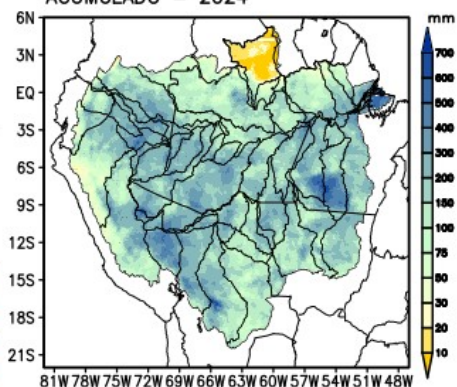 ACUMULADO - 2024
mm
6N
3N
EQ
3S
6S
9S
12S
15S
18S
21S
700
600
500
400
300
200
150
100
75
50
30
20
10
81W 78W 75W 72W 69W 66W 63W 60W 57W 54W 51W 48W